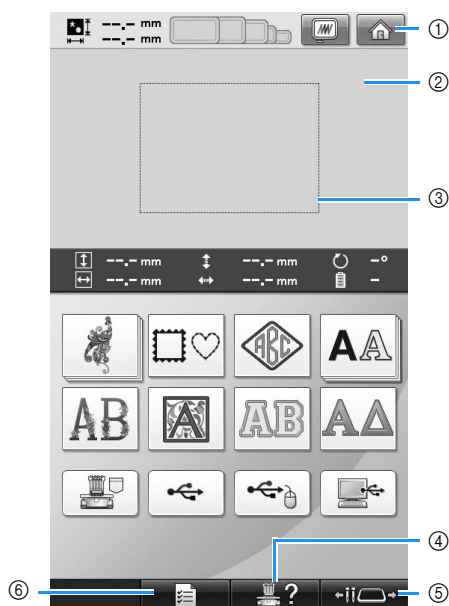 --.- mm
--.- mm
①
②
③
--.- mm --.- mm -°
--.- mm --.- mm -
ABC AA
AB A AB AΔ
④
⑥ ? ⑤